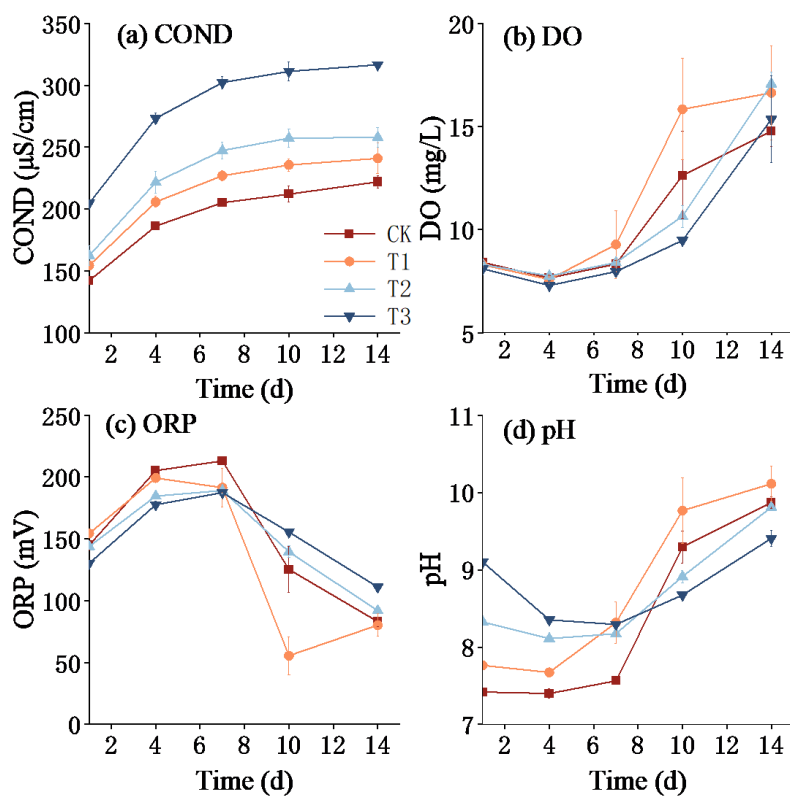 (a) COND
COND (μS/cm)
350
300
250
200
150
100
CK
T1
T2
T3
2 4 6 8 10 12 14
Time (d)
(b) DO
DO (mg/L)
20
15
10
5
2 4 6 8 10 12 14
Time (d)
(c) ORP
ORP (mV)
250
200
150
100
50
0
2 4 6 8 10 12 14
Time (d)
(d) pH
pH
11
10
9
8
7
2 4 6 8 10 12 14
Time (d)